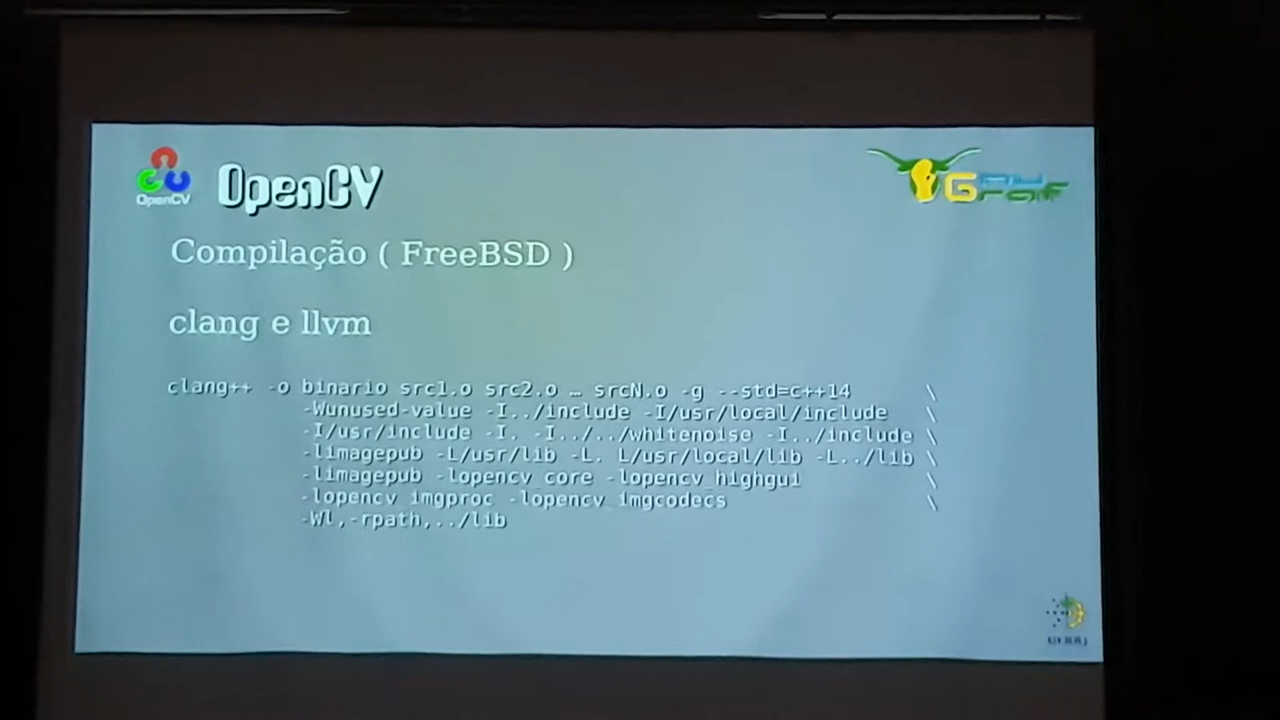 OpenCV
OpenCV
Compilação ( FreeBSD )
clang e llvm
clang++ -o binario src1.o src2.o … srcN.o -g --std=c++14 \
-Wunused-value -I../include -I/usr/local/include \
-I/usr/include -I. -I../../whitenoise -I../include \
-limagepub -L/usr/lib -L. L/usr/local/lib -L../lib \
-limagepub -lopencv_core -lopencv_highgui \
-lopencv_imgproc -lopencv_imgcodecs \
-Wl,-rpath,../lib